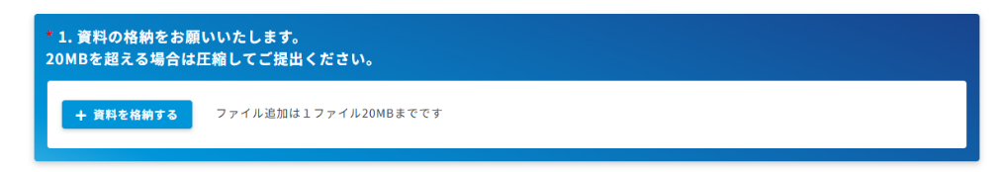 * 1. 資料の格納をお願いいたします。
20MBを超える場合は圧縮してご提出ください。
+ 資料を格納する
ファイル追加は１ファイル20MBまでです